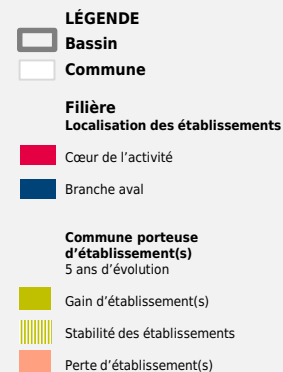 LÉGENDE
Bassin
Commune
Filière
Localisation des établissements
Cœur de l'activité
Branche aval
Commune porteuse
d'établissement(s)
5 ans d'évolution
Gain d'établissement(s)
Stabilité des établissements
Perte d'établissement(s)